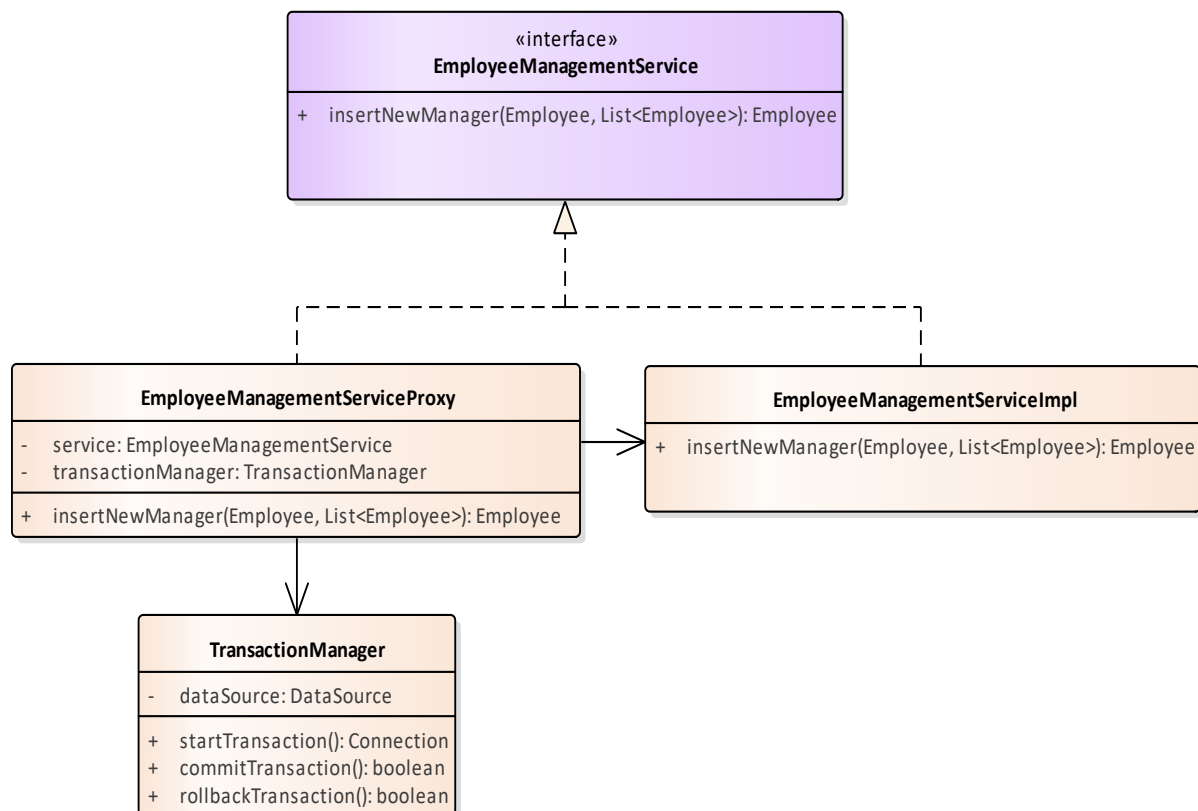 «interface»
EmployeeManagementService
+ insertNewManager(Employee, List<Employee>): Employee
EmployeeManagementServiceProxy
- service: EmployeeManagementService
- transactionManager: TransactionManager
+ insertNewManager(Employee, List<Employee>): Employee
EmployeeManagementServiceImpl
+ insertNewManager(Employee, List<Employee>): Employee
TransactionManager
- dataSource: DataSource
+ startTransaction(): Connection
+ commitTransaction(): boolean
+ rollbackTransaction(): boolean